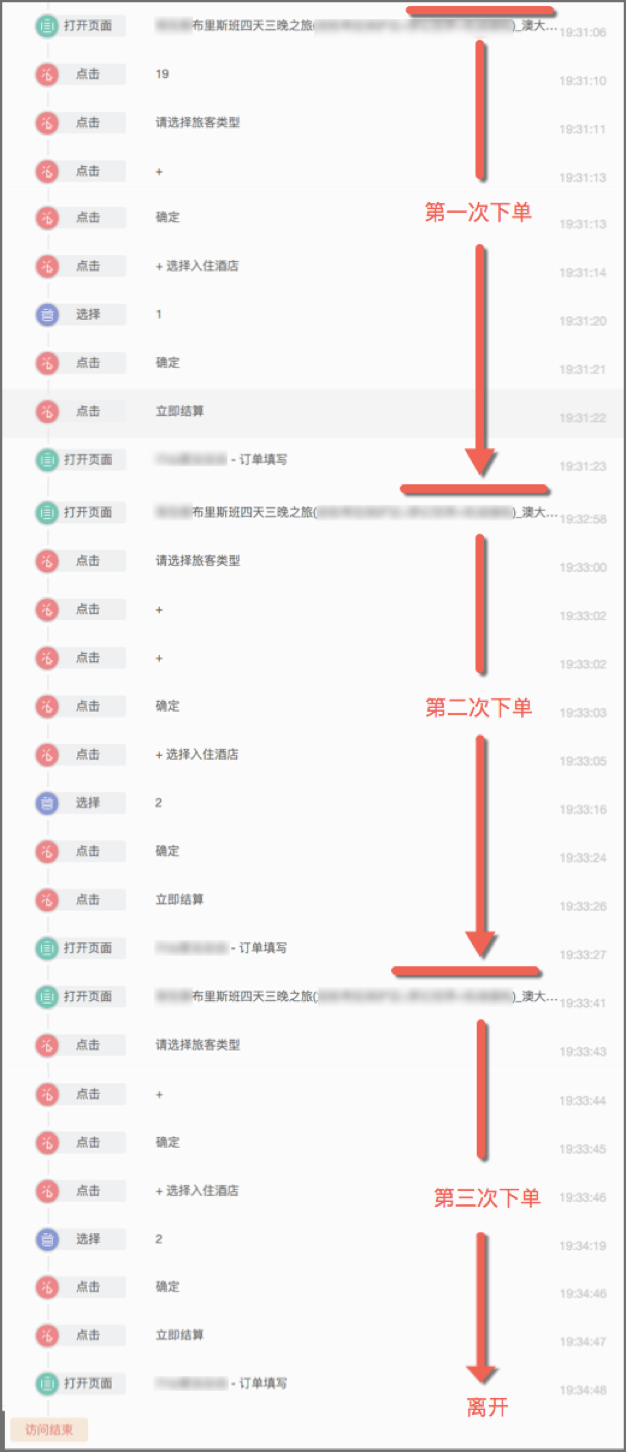 打开页面 布里斯班四天三晚之旅( )_澳大... 19:31:06
点击 19 19:31:10
点击 请选择旅客类型 19:31:11
点击 + 19:31:13
第一次下单
点击 确定 19:31:13
点击 + 选择入住酒店 19:31:14
选择 1 19:31:20
点击 确定 19:31:21
点击 立即结算 19:31:22
打开页面 - 订单填写 19:31:23
打开页面 布里斯班四天三晚之旅( )_澳大... 19:32:58
点击 请选择旅客类型 19:33:00
点击 + 19:33:02
点击 + 19:33:02
点击 确定 19:33:03
第二次下单
点击 + 选择入住酒店 19:33:05
选择 2 19:33:16
点击 确定 19:33:24
点击 立即结算 19:33:26
打开页面 - 订单填写 19:33:27
打开页面 布里斯班四天三晚之旅( )_澳大... 19:33:41
点击 请选择旅客类型 19:33:43
点击 + 19:33:44
点击 确定 19:33:45
点击 + 选择入住酒店 19:33:46
第三次下单
选择 2 19:34:19
点击 确定 19:34:46
点击 立即结算 19:34:47
打开页面 - 订单填写 19:34:48
离开
访问结束